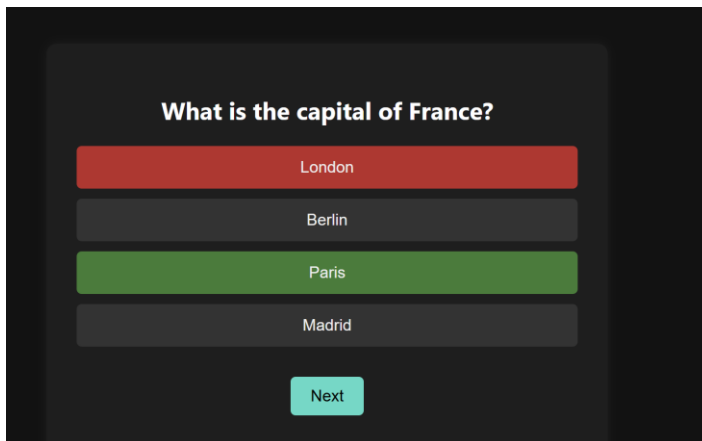 What is the capital of France?
London
Berlin
Paris
Madrid
Next